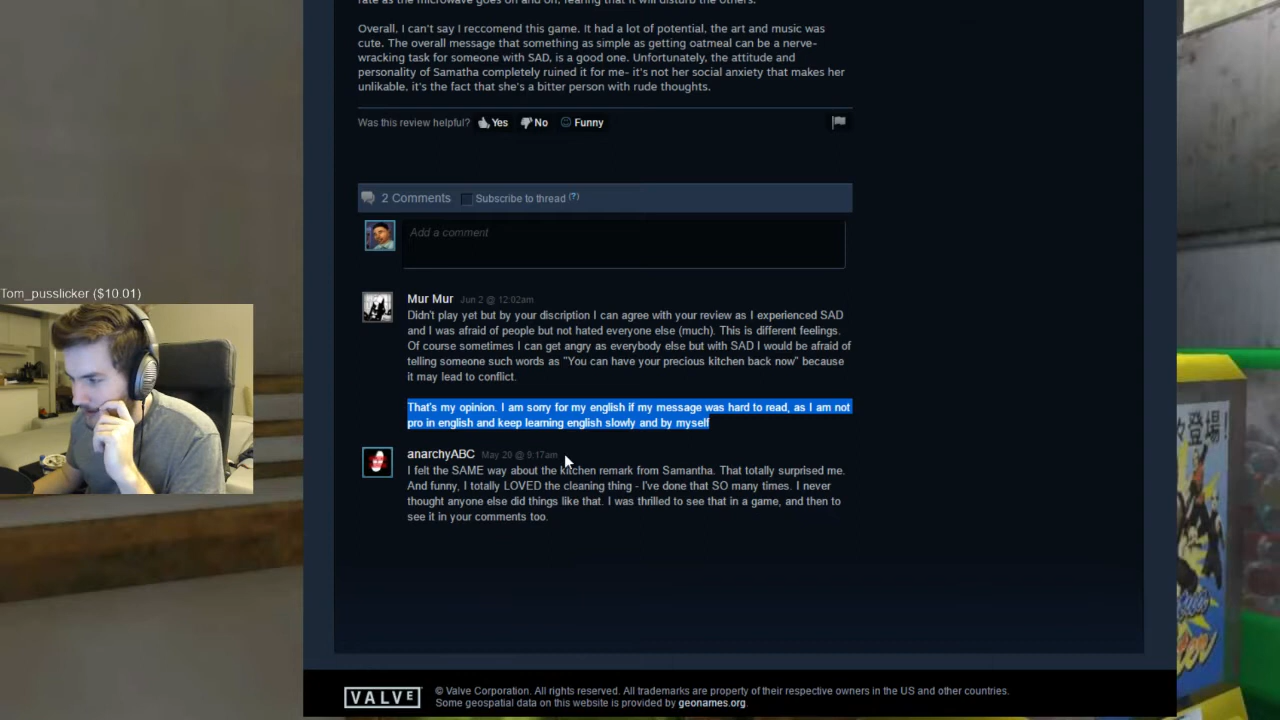 rate as the microwave goes on and on, fearing that it will disturb the others.
Overall, I can't say I reccomend this game. It had a lot of potential, the art and music was
cute. The overall message that something as simple as getting oatmeal can be a nerve-
wracking task for someone with SAD, is a good one. Unfortunately, the attitude and
personality of Samatha completely ruined it for me- it's not her social anxiety that makes her
unlikable, it's the fact that she's a bitter person with rude thoughts.
Was this review helpful? Yes No Funny
2 Comments Subscribe to thread (?)
Add a comment
Tom_pusslicker ($10.01)
Mur Mur Jun 2 @ 12:02am
Didn't play yet but by your discription I can agree with your review as I experienced SAD
and I was afraid of people but not hated everyone else (much). This is different feelings.
Of course sometimes I can get angry as everybody else but with SAD I would be afraid of
telling someone such words as "You can have your precious kitchen back now" because
it may lead to conflict.
That's my opinion. I am sorry for my english if my message was hard to read, as I am not
pro in english and keep learning english slowly and by myself
anarchyABC May 20 @ 9:17am
I felt the SAME way about the kitchen remark from Samantha. That totally surprised me.
And funny, I totally LOVED the cleaning thing - I've done that SO many times. I never
thought anyone else did things like that. I was thrilled to see that in a game, and then to
see it in your comments too.
VALVE
© Valve Corporation. All rights reserved. All trademarks are property of their respective owners in the US and other countries.
Some geospatial data on this website is provided by geonames.org.